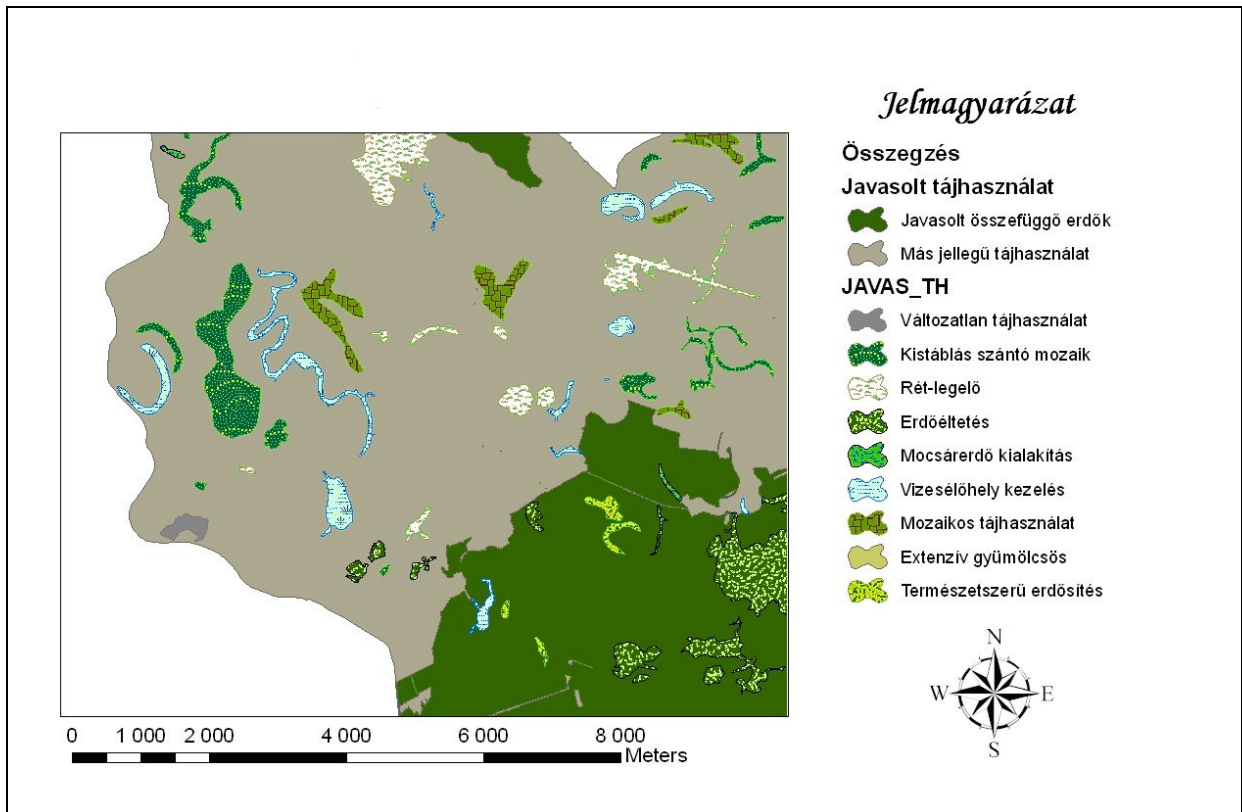 Jelmagyarázat
Összegzés
Javasolt tájhasználat
Javasolt összefüggő erdők
Más jellegű tájhasználat
JAVAS_TH
Változatlan tájhasználat
Kistáblás szántó mozaik
Rét-legelő
Erdőéltetés
Mocsárerdő kialakítás
Vizesélőhely kezelés
Mozaikos tájhasználat
Extenzív gyümölcsös
Természetszerű erdősítés
N
W E
S
0 1 000 2 000 4 000 6 000 8 000
Meters